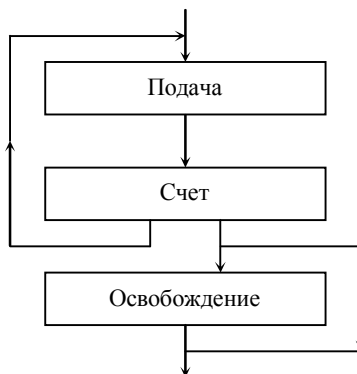 Подача
Счет
Освобождение